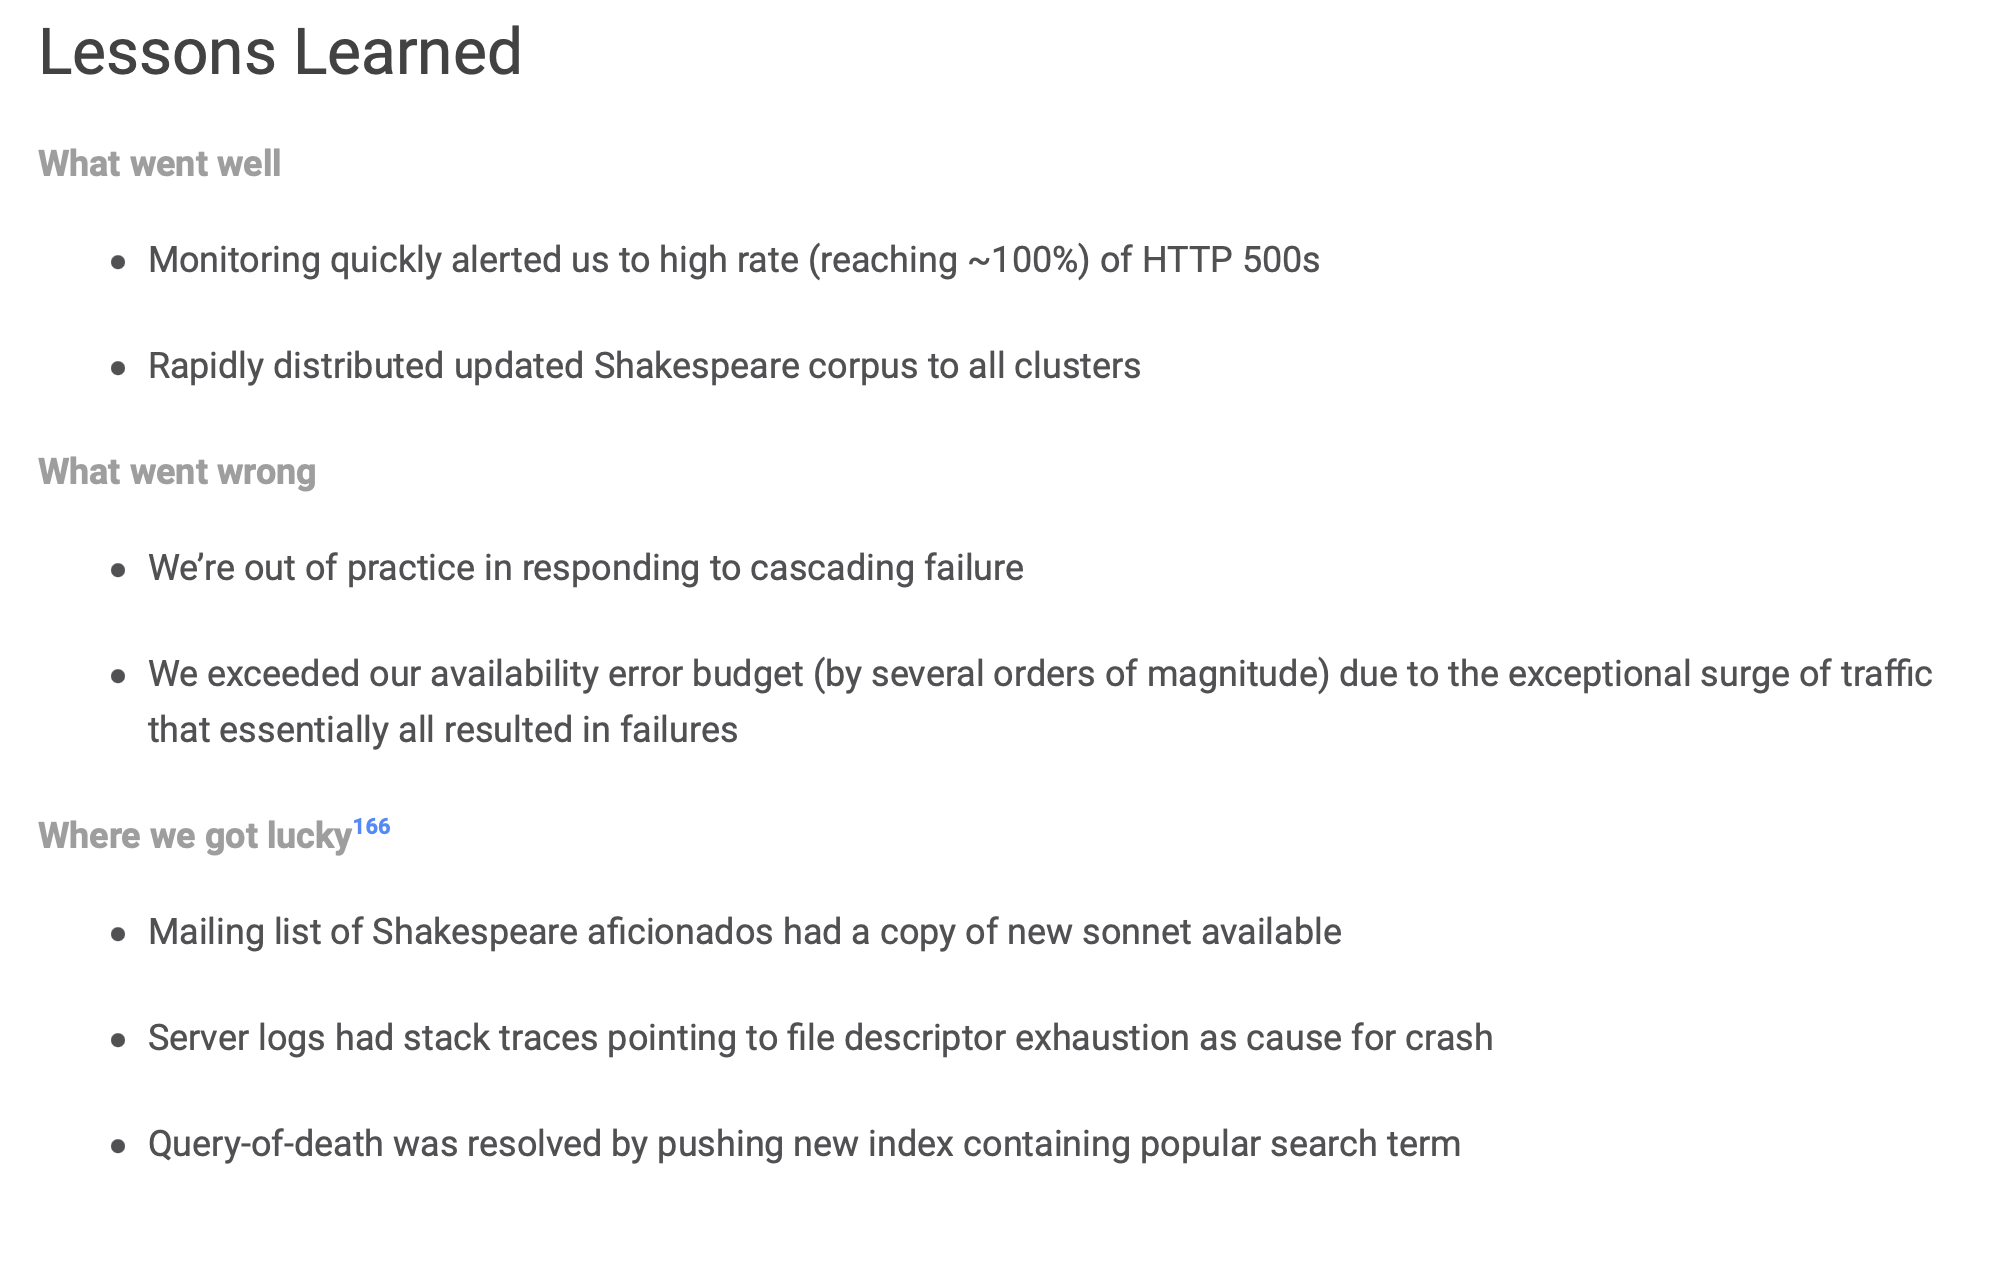 Lessons Learned
What went well
• Monitoring quickly alerted us to high rate (reaching ~100%) of HTTP 500s
• Rapidly distributed updated Shakespeare corpus to all clusters
What went wrong
• We’re out of practice in responding to cascading failure
• We exceeded our availability error budget (by several orders of magnitude) due to the exceptional surge of traffic
that essentially all resulted in failures
Where we got lucky166
• Mailing list of Shakespeare aficionados had a copy of new sonnet available
• Server logs had stack traces pointing to file descriptor exhaustion as cause for crash
• Query-of-death was resolved by pushing new index containing popular search term